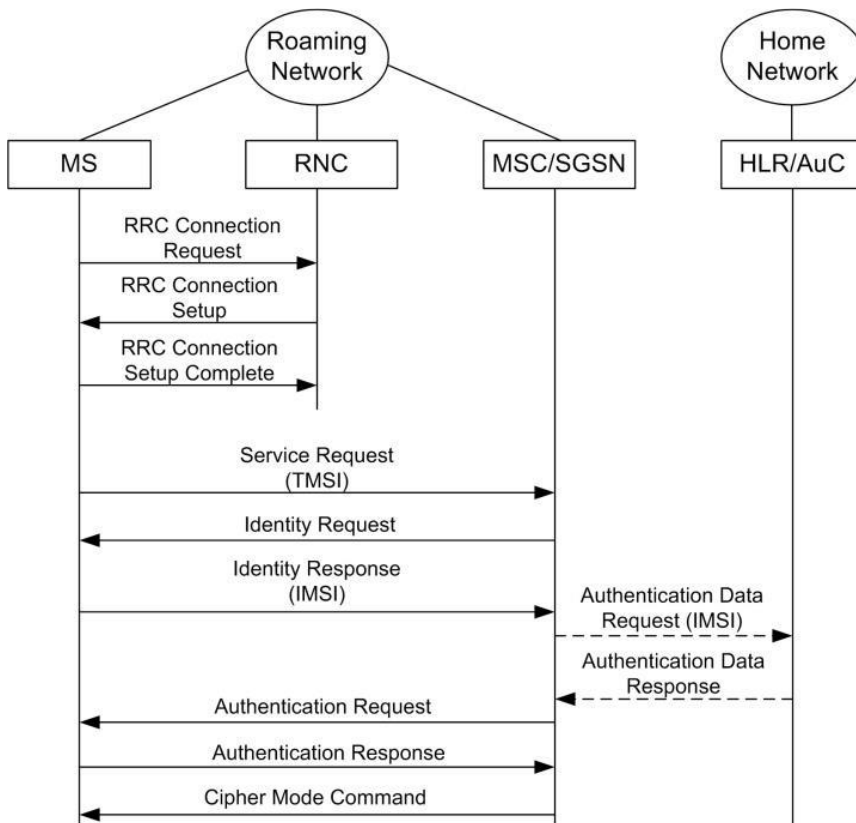 Roaming
Network
Home
Network
MS
RNC
MSC/SGSN
HLR/AuC
RRC Connection
Request
RRC Connection
Setup
RRC Connection
Setup Complete
Service Request
(TMSI)
Identity Request
Identity Response
(IMSI)
Authentication Data
Request (IMSI)
Authentication Data
Response
Authentication Request
Authentication Response
Cipher Mode Command